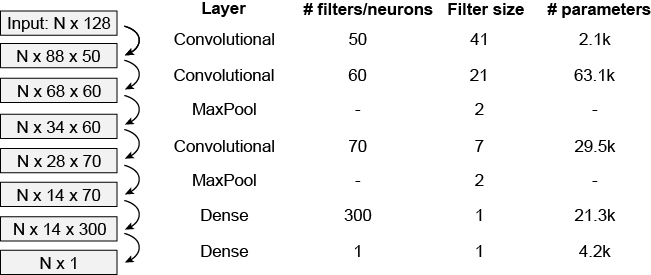 Layer # filters/neurons Filter size # parameters
Input: N x 128
Convolutional 50 41 2.1k
N x 88 x 50
Convolutional 60 21 63.1k
N x 68 x 60
MaxPool - 2 -
N x 34 x 60
Convolutional 70 7 29.5k
N x 28 x 70
MaxPool - 2 -
N x 14 x 70
Dense 300 1 21.3k
N x 14 x 300
Dense 1 1 4.2k
N x 1